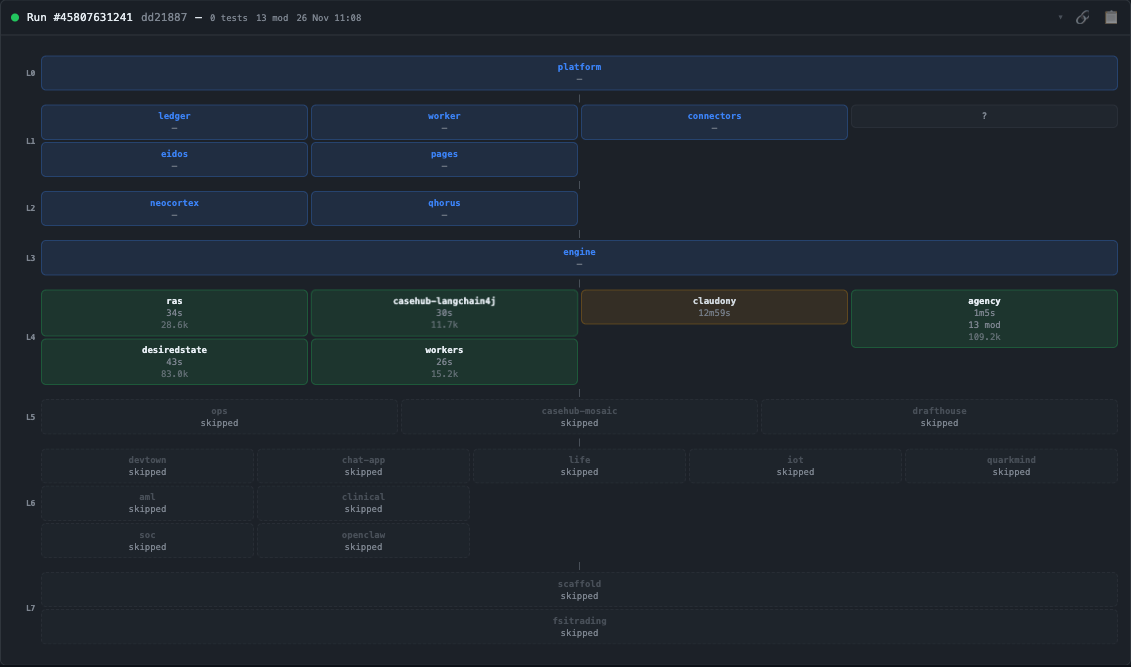 Run #45807631241 dd21887 — 0 tests 13 mod 26 Nov 11:08
L0
platform
—
L1
ledger
—
worker
—
connectors
—
?
eidos
—
pages
—
L2
neocortex
—
qhorus
—
L3
engine
—
L4
ras
34s
28.6k
casehub-langchain4j
30s
11.7k
claudony
12m59s
agency
1m5s
13 mod
109.2k
desiredstate
43s
83.0k
workers
26s
15.2k
L5
ops
skipped
casehub-mosaic
skipped
drafthouse
skipped
L6
devtown
skipped
chat-app
skipped
life
skipped
iot
skipped
quarkmind
skipped
aml
skipped
clinical
skipped
soc
skipped
openclaw
skipped
L7
scaffold
skipped
fsitrading
skipped